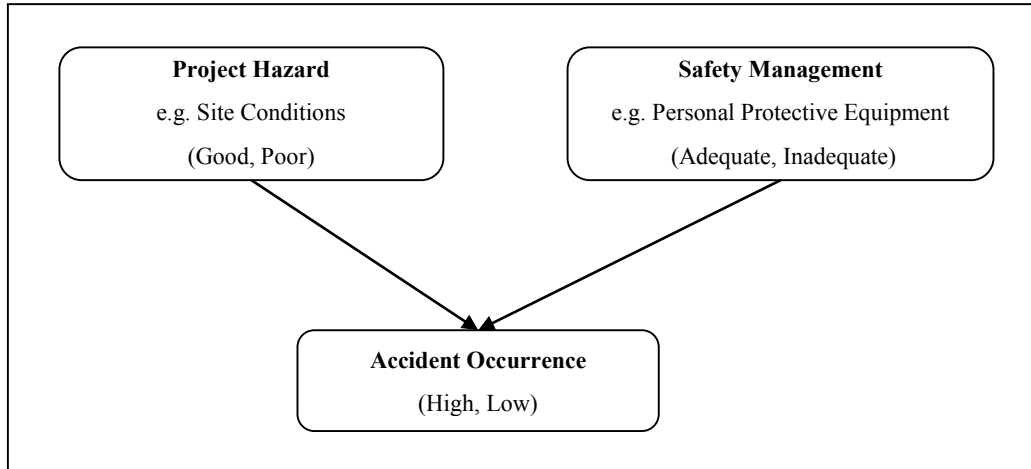 Project Hazard
e.g. Site Conditions
(Good, Poor)
Safety Management
e.g. Personal Protective Equipment
(Adequate, Inadequate)
Accident Occurrence
(High, Low)